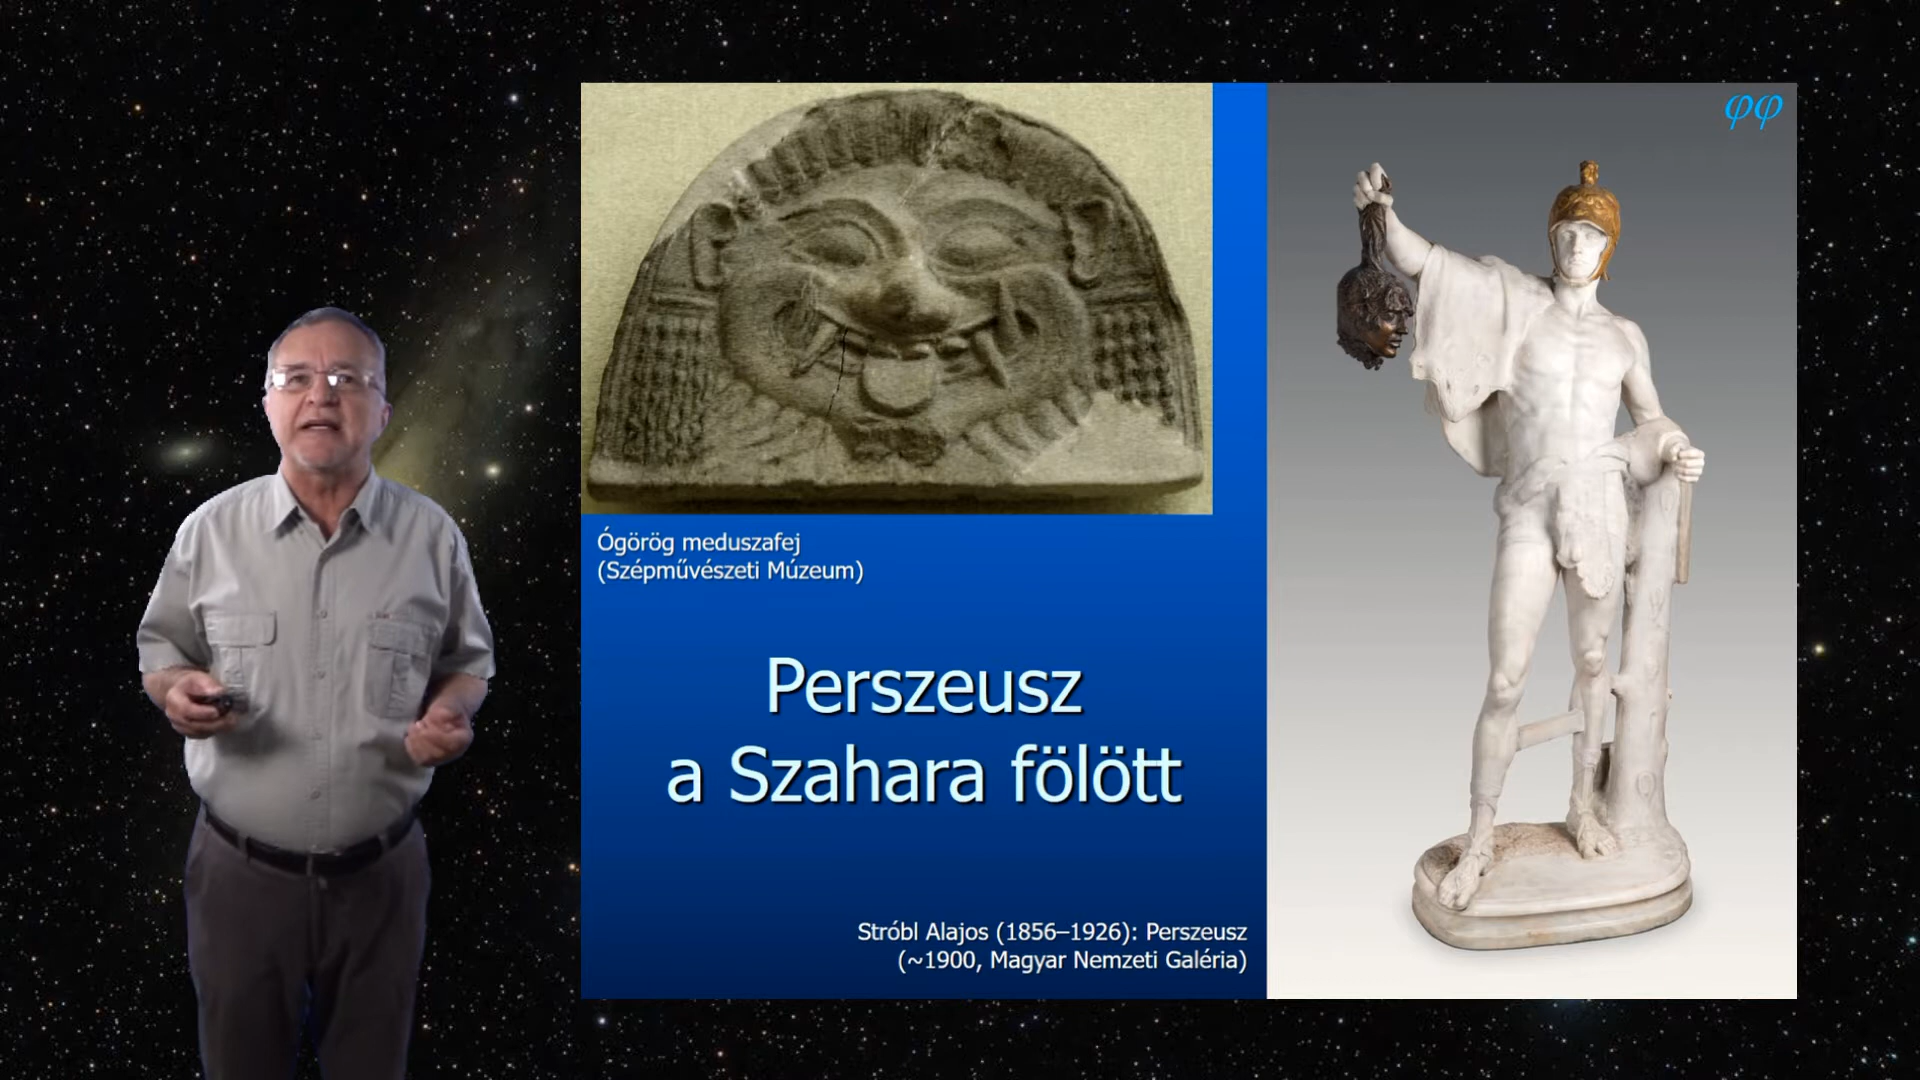 φφ
Ógörög meduszafej
(Szépművészeti Múzeum)
Perszeusz
a Szahara fölött
Stróbl Alajos (1856–1926): Perszeusz
(~1900, Magyar Nemzeti Galéria)